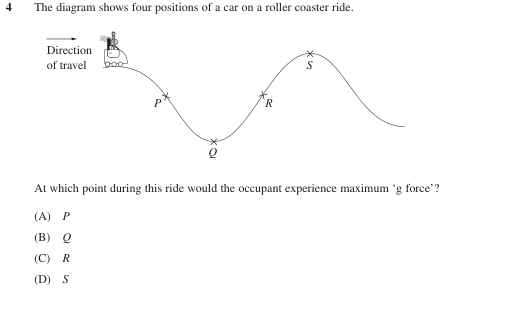 4 The diagram shows four positions of a car on a roller coaster ride.
Direction
of travel
S
P
R
Q
At which point during this ride would the occupant experience maximum ‘g force’?
(A) P
(B) Q
(C) R
(D) S